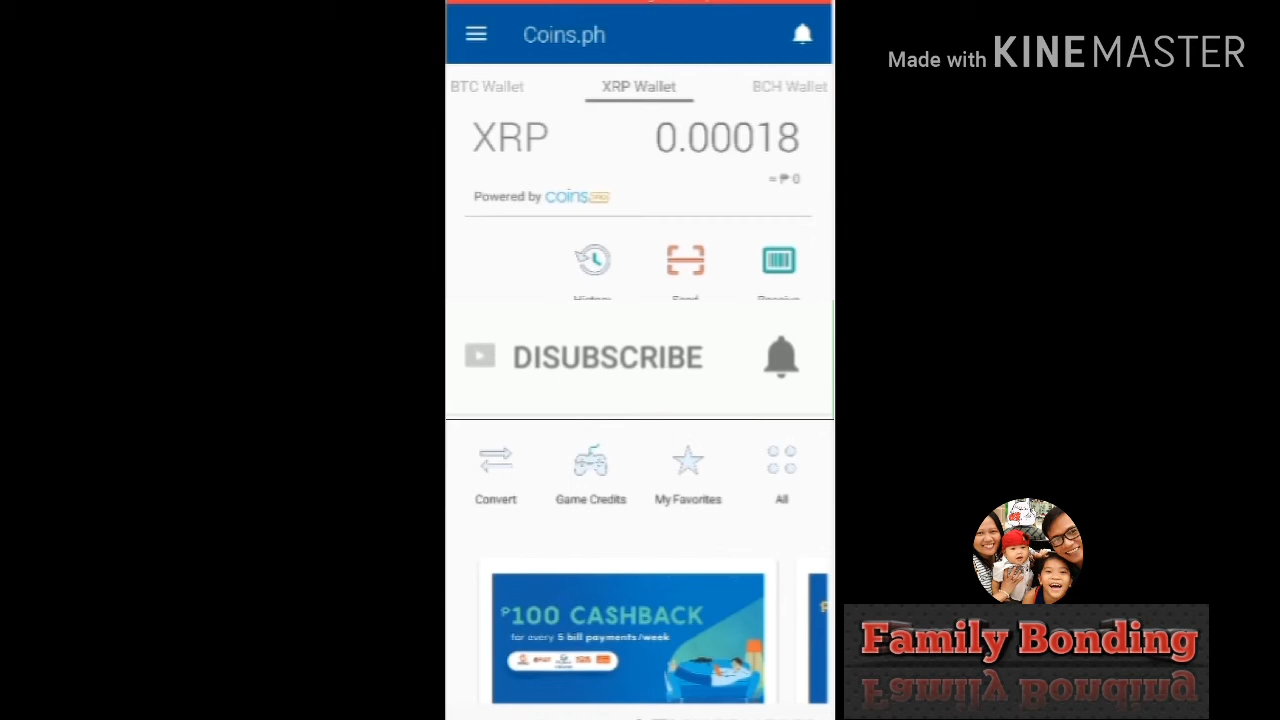 Coins.ph
Made with KINEMASTER
BTC Wallet
XRP Wallet
BCH Wallet
XRP
0.00018
≈ ₱ 0
Powered by coins
DISUBSCRIBE
Convert
Game Credits
My Favorites
All
₱100 CASHBACK
for every 5 bill payments/week
Family Bonding